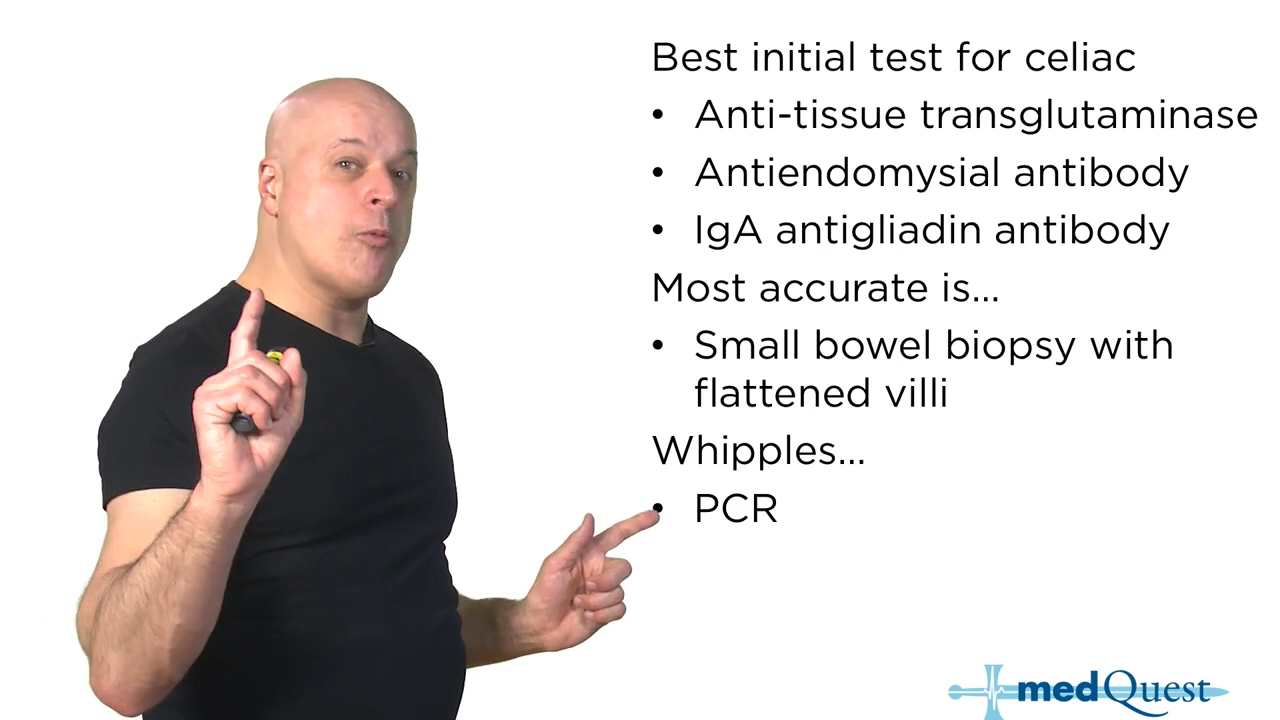 Best initial test for celiac
• Anti-tissue transglutaminase
• Antiendomysial antibody
• IgA antigliadin antibody
Most accurate is...
• Small bowel biopsy with
flattened villi
Whipples...
• PCR
medQuest